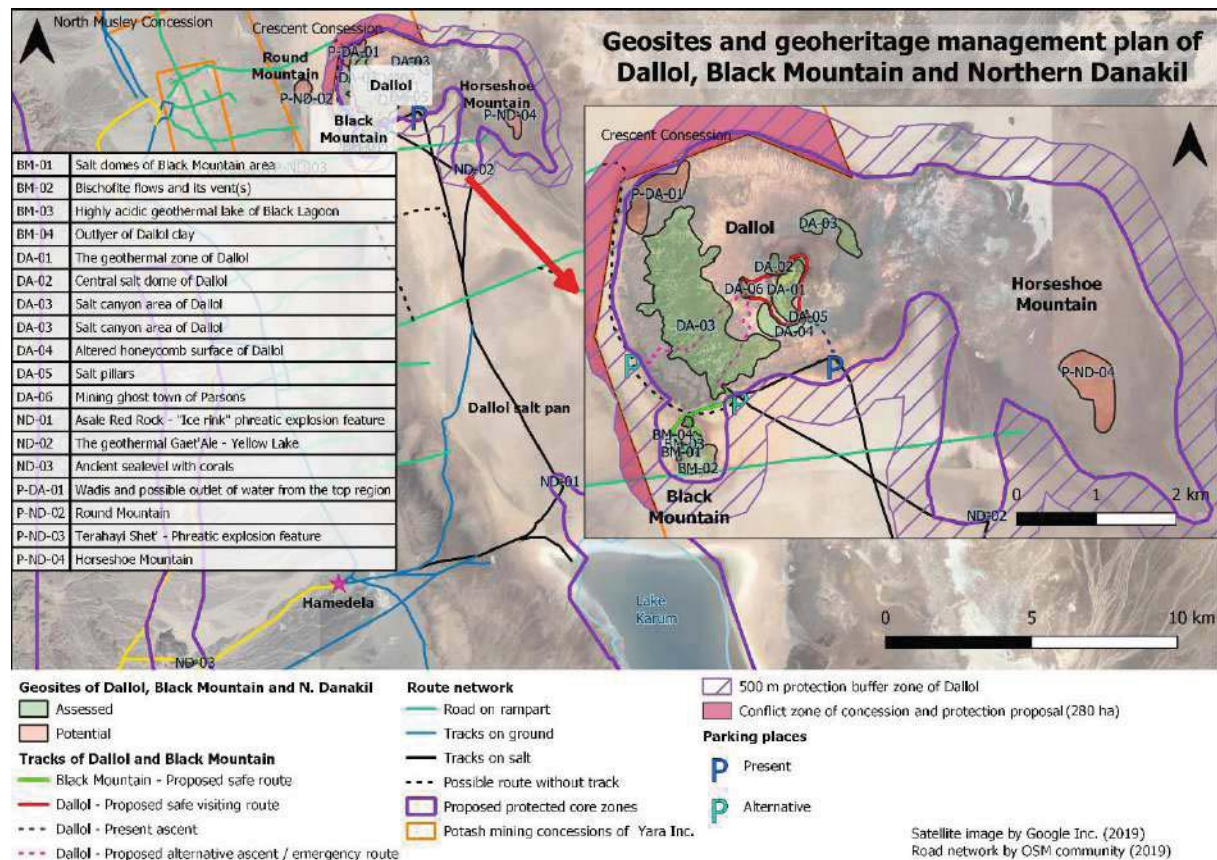 North Musley Concession
Crescent Concession
Round
Mountain
P-DA-01
DA-03
P-ND-02
Dallol
Horseshoe
Mountain
P-ND-04
Black
Mountain
P
ND-02
Geosites and geoheritage management plan of
Dallol, Black Mountain and Northern Danakil
BM-01 Salt domes of Black Mountain area
BM-02 Bischofite flows and its vent(s)
BM-03 Highly acidic geothermal lake of Black Lagoon
BM-04 Outlyer of Dallol clay
DA-01 The geothermal zone of Dallol
DA-02 Central salt dome of Dallol
DA-03 Salt canyon area of Dallol
DA-03 Salt canyon area of Dallol
DA-04 Altered honeycomb surface of Dallol
DA-05 Salt pillars
DA-06 Mining ghost town of Parsons
ND-01 Asale Red Rock - "Ice rink" phreatic explosion feature
ND-02 The geothermal Gaet'Ale - Yellow Lake
ND-03 Ancient sealevel with corals
P-DA-01 Wadis and possible outlet of water from the top region
P-ND-02 Round Mountain
P-ND-03 Terahayi Shet' - Phreatic explosion feature
P-ND-04 Horseshoe Mountain
Crescent Consession
P-DA-01
Dallol
DA-03
DA-02
DA-06
DA-01
DA-05
DA-03
DA-04
Horseshoe
Mountain
P-ND-04
P
P
P
BM-04
BM-03
BM-01
BM-02
Black
Mountain
ND-02
0 1 2 km
Dallol salt pan
ND-01
Hamedela
Lake
Karum
ND-03
0 5 10 km
Geosites of Dallol, Black Mountain and N. Danakil
Assessed
Potential
Tracks of Dallol and Black Mountain
Black Mountain - Proposed safe route
Dallol - Proposed safe visiting route
Dallol - Present ascent
Dallol - Proposed alternative ascent / emergency route
Route network
Road on rampart
Tracks on ground
Tracks on salt
Possible route without track
Proposed protected core zones
Potash mining concessions of Yara Inc.
500 m protection buffer zone of Dallol
Conflict zone of concession and protection proposal (280 ha)
Parking places
P Present
P Alternative
Satellite image by Google Inc. (2019)
Road network by OSM community (2019)